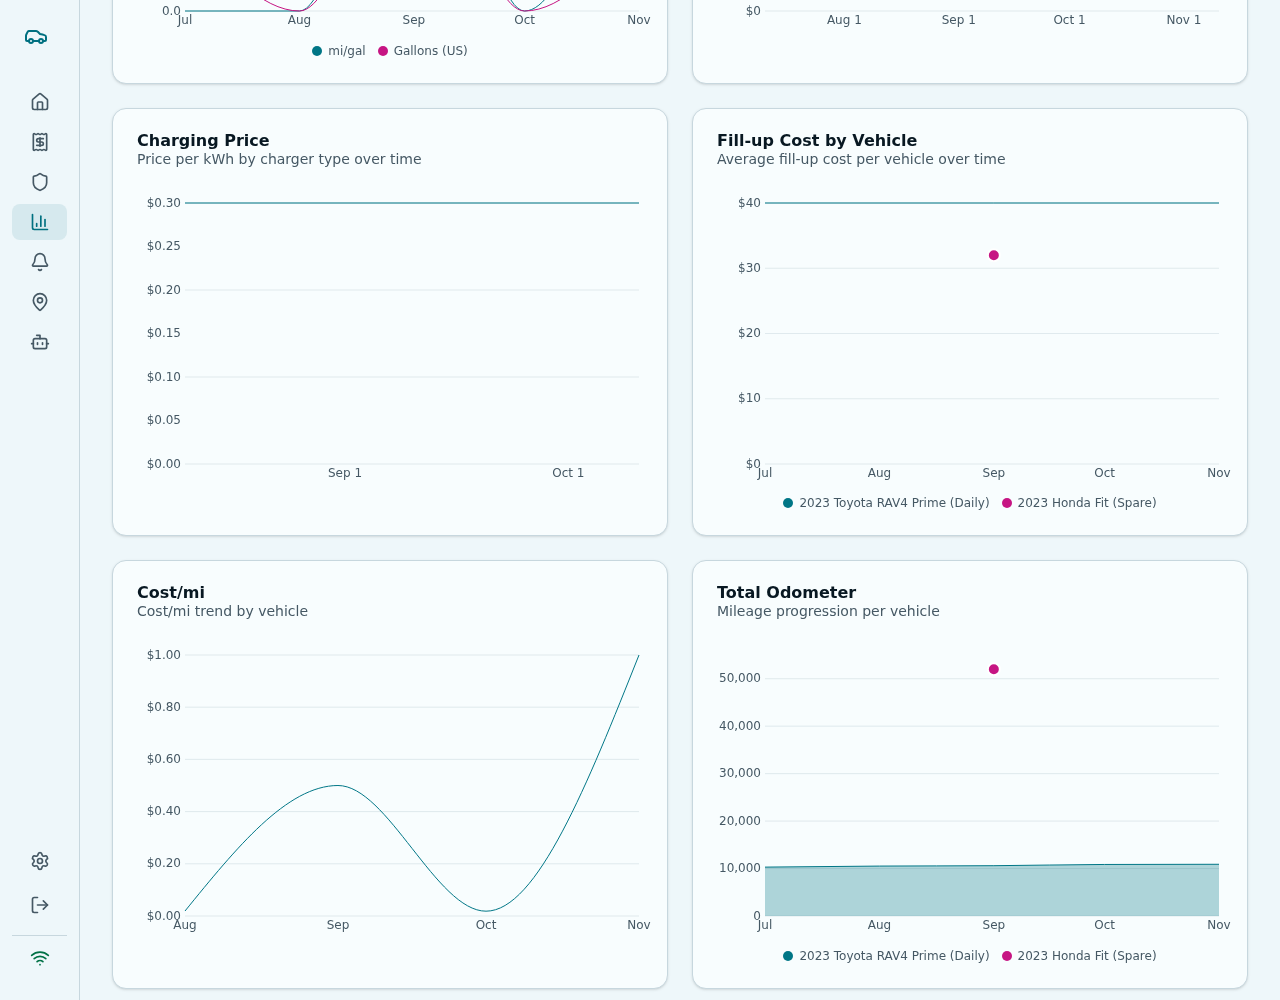 0.0
Jul Aug Sep Oct Nov
mi/gal Gallons (US)
$0
Aug 1 Sep 1 Oct 1 Nov 1
Charging Price
Price per kWh by charger type over time
$0.30
$0.25
$0.20
$0.15
$0.10
$0.05
$0.00
Sep 1 Oct 1
Fill-up Cost by Vehicle
Average fill-up cost per vehicle over time
$40
$30
$20
$10
$0
Jul Aug Sep Oct Nov
2023 Toyota RAV4 Prime (Daily) 2023 Honda Fit (Spare)
Cost/mi
Cost/mi trend by vehicle
$1.00
$0.80
$0.60
$0.40
$0.20
$0.00
Aug Sep Oct Nov
Total Odometer
Mileage progression per vehicle
50,000
40,000
30,000
20,000
10,000
0
Jul Aug Sep Oct Nov
2023 Toyota RAV4 Prime (Daily) 2023 Honda Fit (Spare)